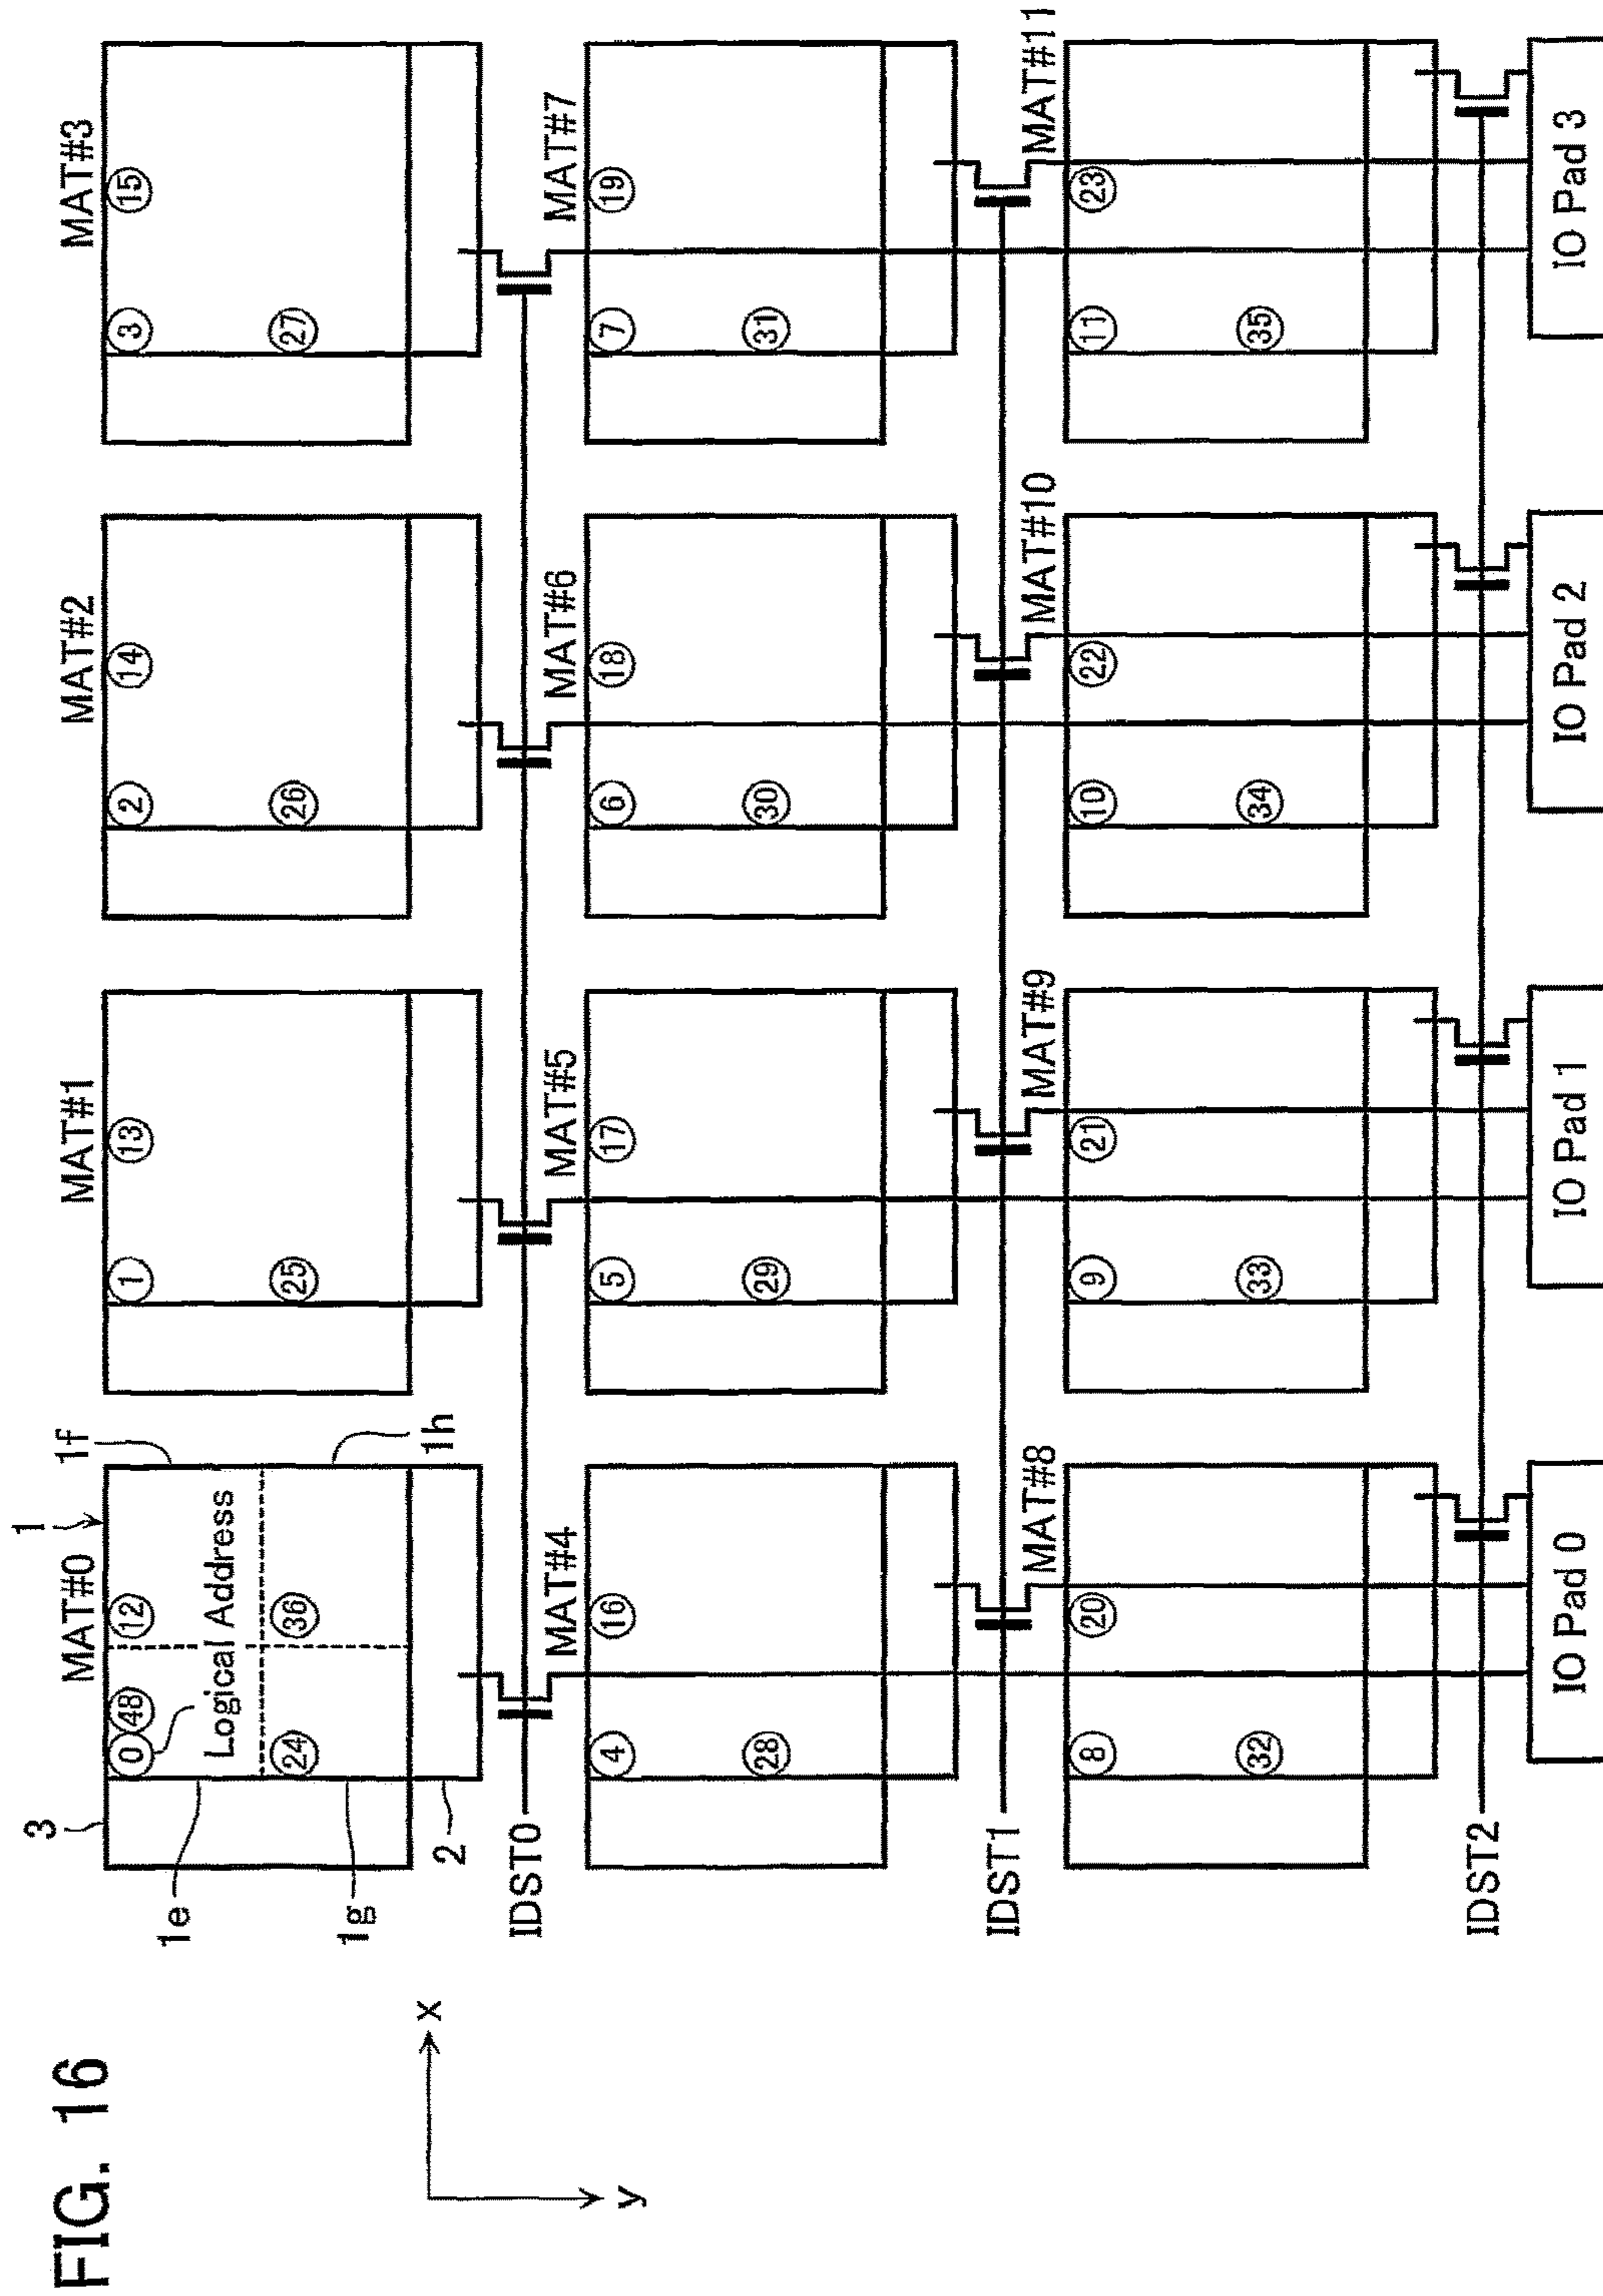 FIG. 16
x
y
1
MAT#0
MAT#1
MAT#2
MAT#3
3
0
48
12
1f
1
13
2
14
3
15
Logical Address
1e
24
36
1h
25
26
27
1g
2
IDST0
MAT#4
MAT#5
MAT#6
MAT#7
4
16
5
17
6
18
7
19
28
29
30
31
IDST1
MAT#8
MAT#9
MAT#10
MAT#11
8
20
9
21
10
22
11
23
32
33
34
35
IDST2
IO Pad 0
IO Pad 1
IO Pad 2
IO Pad 3